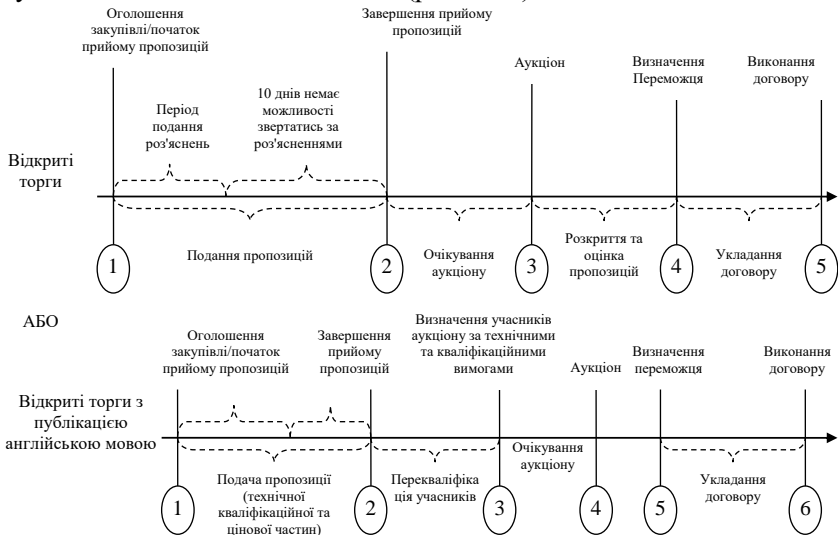 Оголошення
закупівлі/початок
прийому пропозицій
Завершення прийому
пропозицій
Аукціон
Визначення
Переможця
Виконання
договору
Період
подання
роз'яснень
10 днів немає
можливості
звертатись за
роз'ясненнями
Відкриті
торги
Подання пропозицій
Очікування
аукціону
Розкриття та
оцінка
пропозицій
Укладання
договору
1
2
3
4
5
АБО
Оголошення
закупівлі/початок
прийому пропозицій
Завершення
прийому
пропозицій
Визначення учасників
аукціону за технічними
та кваліфікаційними
вимогами
Аукціон
Визначення
переможця
Виконання
договору
Відкриті торги з
публікацією
англійською мовою
Подача пропозиції
(технічної
кваліфікаційної та
цінової частин)
Перекваліфіка
ція учасників
Очікування
аукціону
Укладання
договору
1
2
3
4
5
6